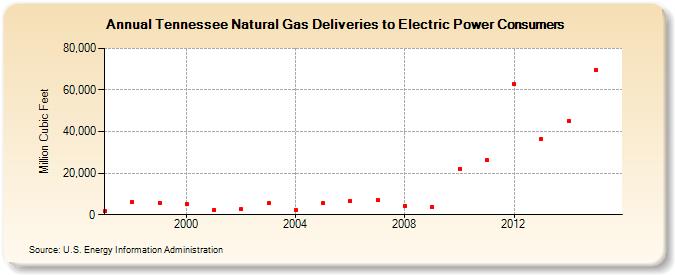 Annual Tennessee Natural Gas Deliveries to Electric Power Consumers
Million Cubic Feet
80,000
60,000
40,000
20,000
0
2000 2004 2008 2012
Source: U.S. Energy Information Administration